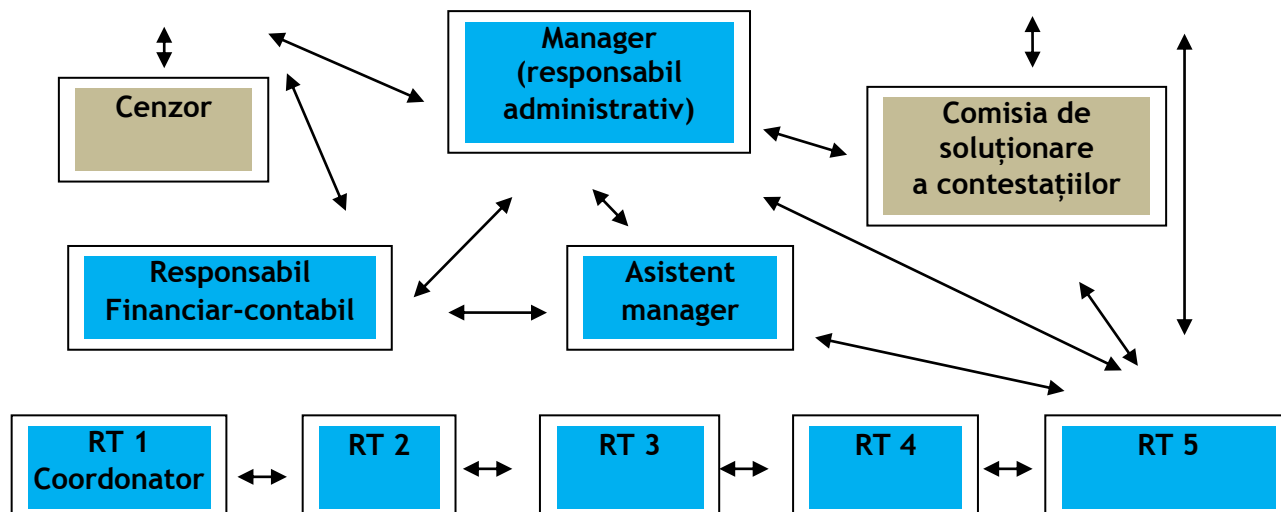 Manager
(responsabil
administrativ)
Cenzor
Comisia de
soluționare
a contestațiilor
Responsabil
Financiar-contabil
Asistent
manager
RT 1
Coordonator
RT 2
RT 3
RT 4
RT 5